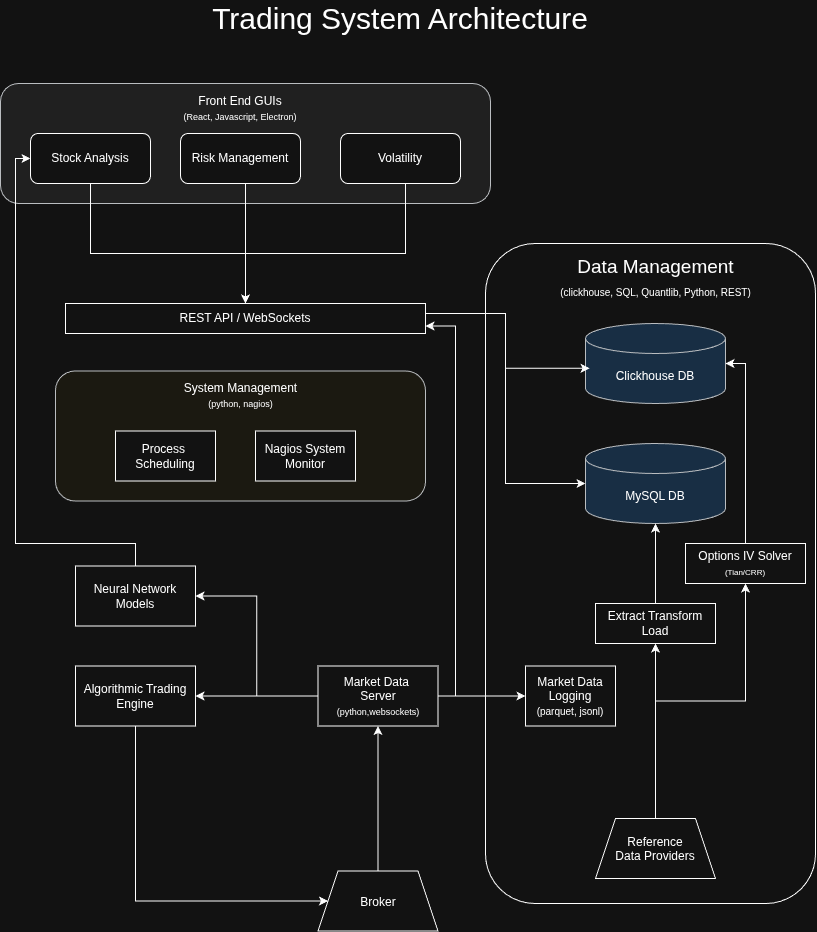 Trading System Architecture
Front End GUIs
(React, Javascript, Electron)
Stock Analysis
Risk Management
Volatility
REST API / WebSockets
System Management
(python, nagios)
Process
Scheduling
Nagios System
Monitor
Data Management
(clickhouse, SQL, Quantlib, Python, REST)
Clickhouse DB
MySQL DB
Options IV Solver
(Tian/CRR)
Extract Transform
Load
Neural Network
Models
Algorithmic Trading
Engine
Market Data
Server
(python,websockets)
Market Data
Logging
(parquet, jsonl)
Reference
Data Providers
Broker